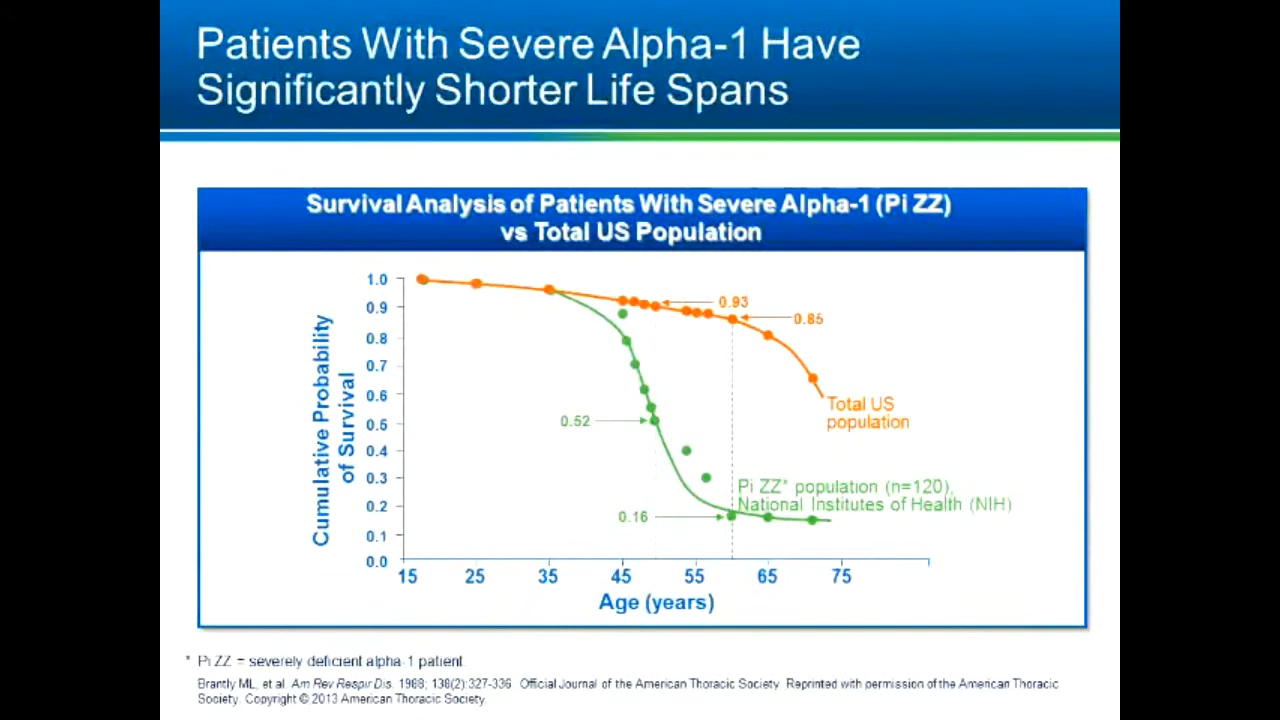 Patients With Severe Alpha-1 Have
Significantly Shorter Life Spans
Survival Analysis of Patients With Severe Alpha-1 (Pi ZZ)
vs Total US Population
Cumulative Probability
of Survival
1.0
0.9
0.8
0.7
0.6
0.5
0.4
0.3
0.2
0.1
0.0
0.93
0.85
0.52
0.16
Total US
population
Pi ZZ* population (n=120),
National Institutes of Health (NIH)
15 25 35 45 55 65 75
Age (years)
* Pi ZZ = severely deficient alpha-1 patient.
Brantly ML, et al. Am Rev Respir Dis. 1988; 138(2):327-336. Official Journal of the American Thoracic Society. Reprinted with permission of the American Thoracic
Society. Copyright © 2013 American Thoracic Society.